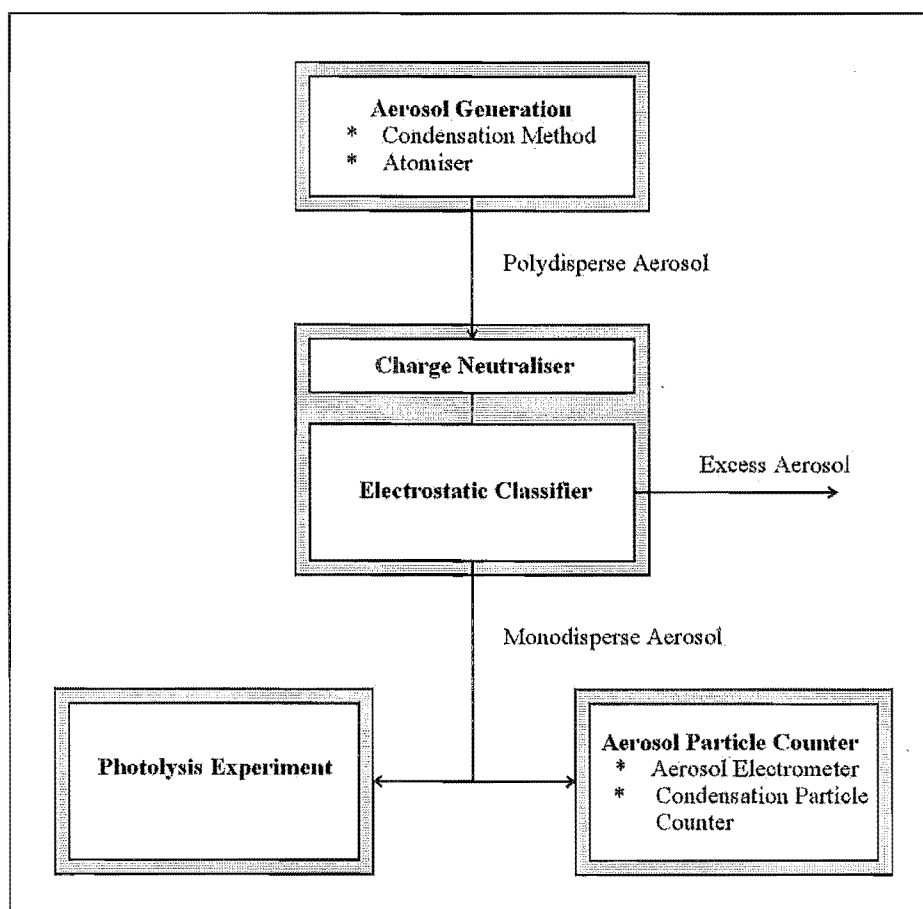 Aerosol Generation
* Condensation Method
* Atomiser
Polydisperse Aerosol
Charge Neutraliser
Electrostatic Classifier
Excess Aerosol
Monodisperse Aerosol
Photolysis Experiment
Aerosol Particle Counter
* Aerosol Electrometer
* Condensation Particle
Counter